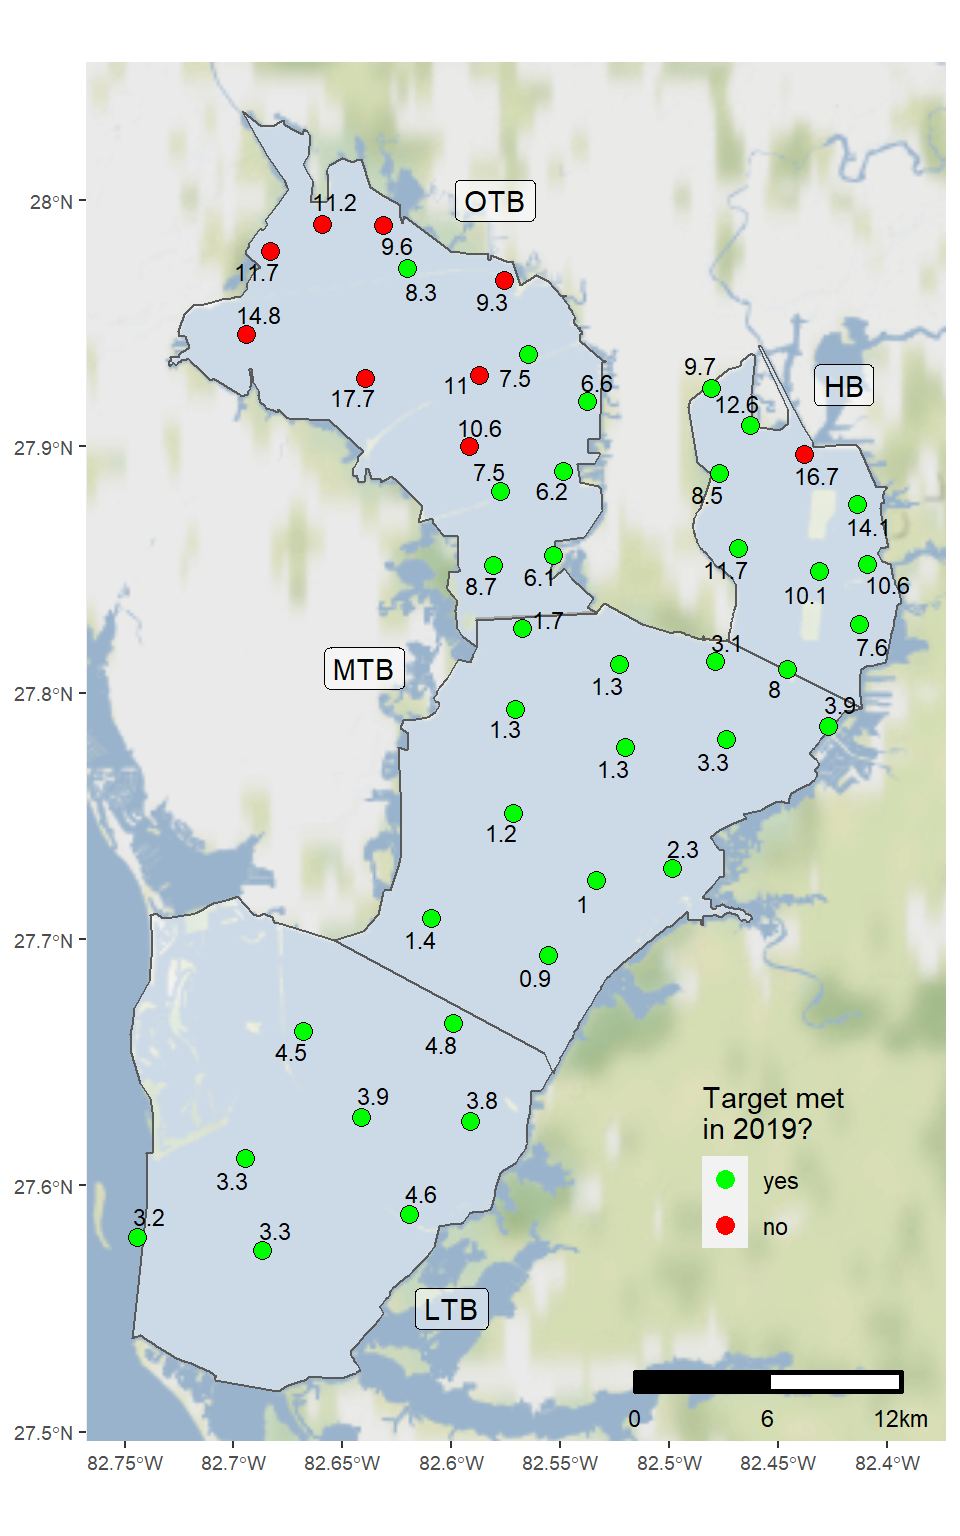 OTB
28°N
11.2
9.6
11.7
8.3
9.3
14.8
7.5
17.7
11
6.6
9.7
HB
12.6
27.9°N
10.6
16.7
7.5
6.2
8.5
14.1
8.7
6.1
11.7
10.1
10.6
1.7
7.6
MTB
3.1
1.3
8
27.8°N
3.9
1.3
1.3
3.3
1.2
2.3
1
27.7°N
1.4
0.9
4.5
4.8
3.9
3.8
Target met
in 2019?
3.3
yes
27.6°N
4.6
3.2
3.3
no
LTB
0 6 12km
27.5°N
82.75°W 82.7°W 82.65°W 82.6°W 82.55°W 82.5°W 82.45°W 82.4°W